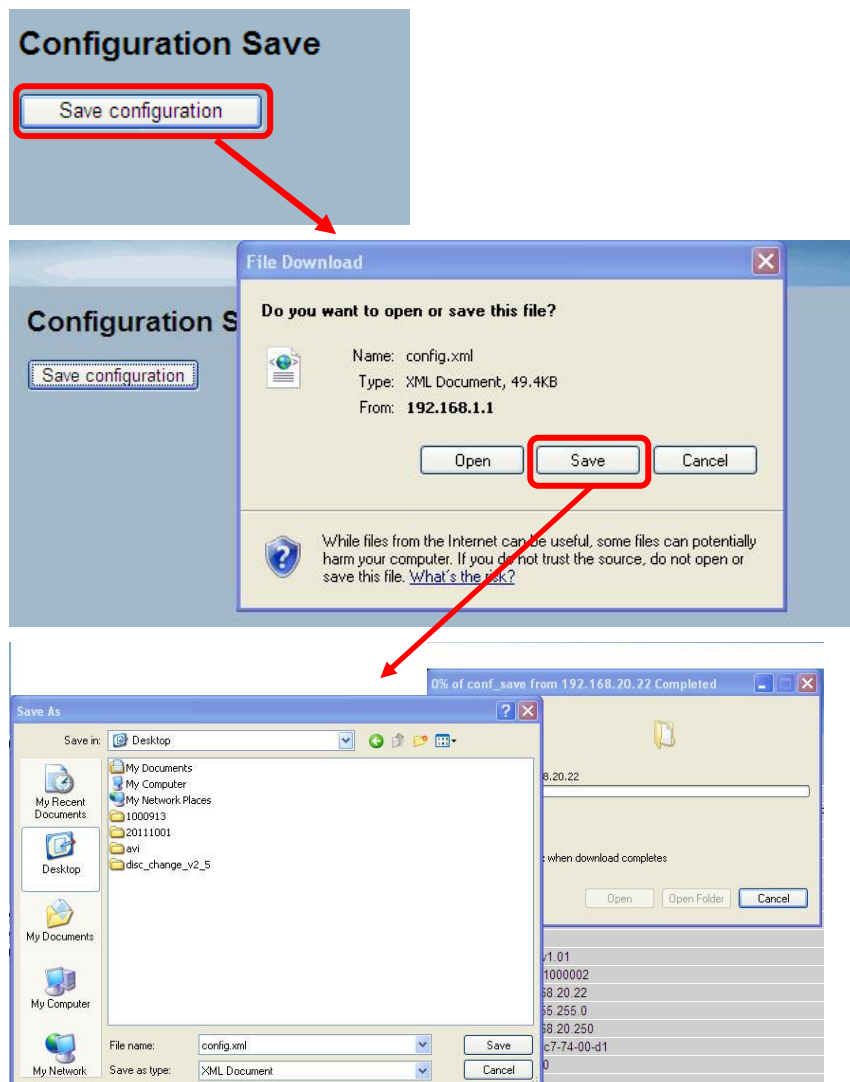 Configuration Save
Save configuration
File Download
Configuration S
Save configuration
Do you want to open or save this file?
Name: config.xml
Type: XML Document, 49.4KB
From: 192.168.1.1
Open Save Cancel
While files from the Internet can be useful, some files can potentially
harm your computer. If you do not trust the source, do not open or
save this file. What's the risk?
0% of conf_save from 192.168.20.22 Completed
Save As
Save in: Desktop
My Recent
Documents
Desktop
My Documents
My Computer
My Network
My Documents
My Computer
My Network Places
1000913
20111001
avi
disc_change_v2_5
File name: config.xml Save
Save as type: XML Document Cancel
8.20.22
when download completes
Open Open Folder Cancel
v1.01
1000002
58.20.22
55.255.0
58.20.250
c7-74-00-d1
0